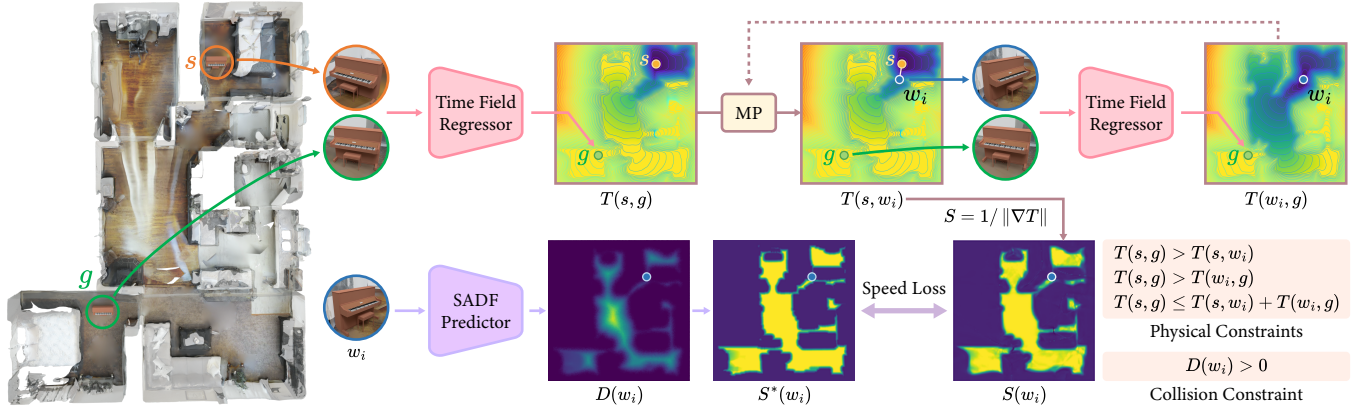 s
g
Time Field
Regressor
s
g
T(s, g)
MP
s
w_i
g
T(s, w_i)
Time Field
Regressor
w_i
g
T(w_i, g)
S = 1/ ‖∇T‖
w_i
SADF
Predictor
D(w_i)
S*(w_i)
Speed Loss
S(w_i)
T(s, g) > T(s, w_i)
T(s, g) > T(w_i, g)
T(s, g) ≤ T(s, w_i) + T(w_i, g)
Physical Constraints
D(w_i) > 0
Collision Constraint